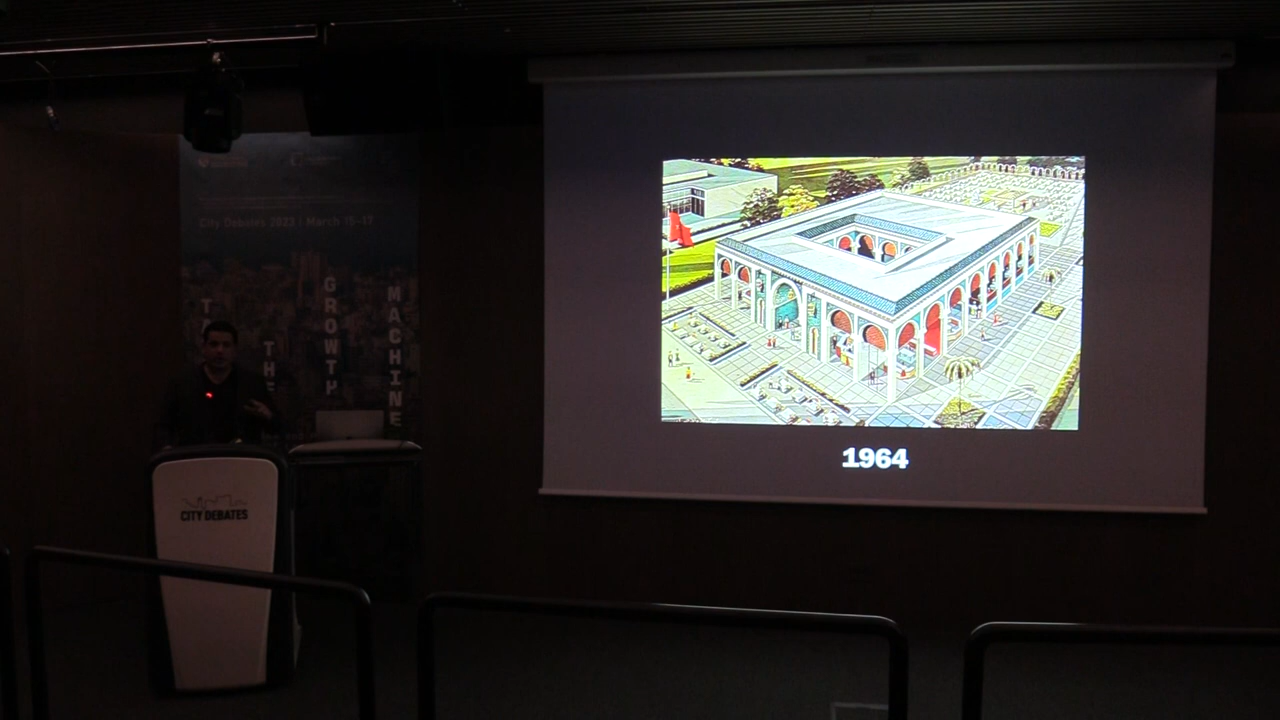 City Debates 2023 | March 15-17
THE
GROWTH
MACHINE
CITY DEBATES
1964